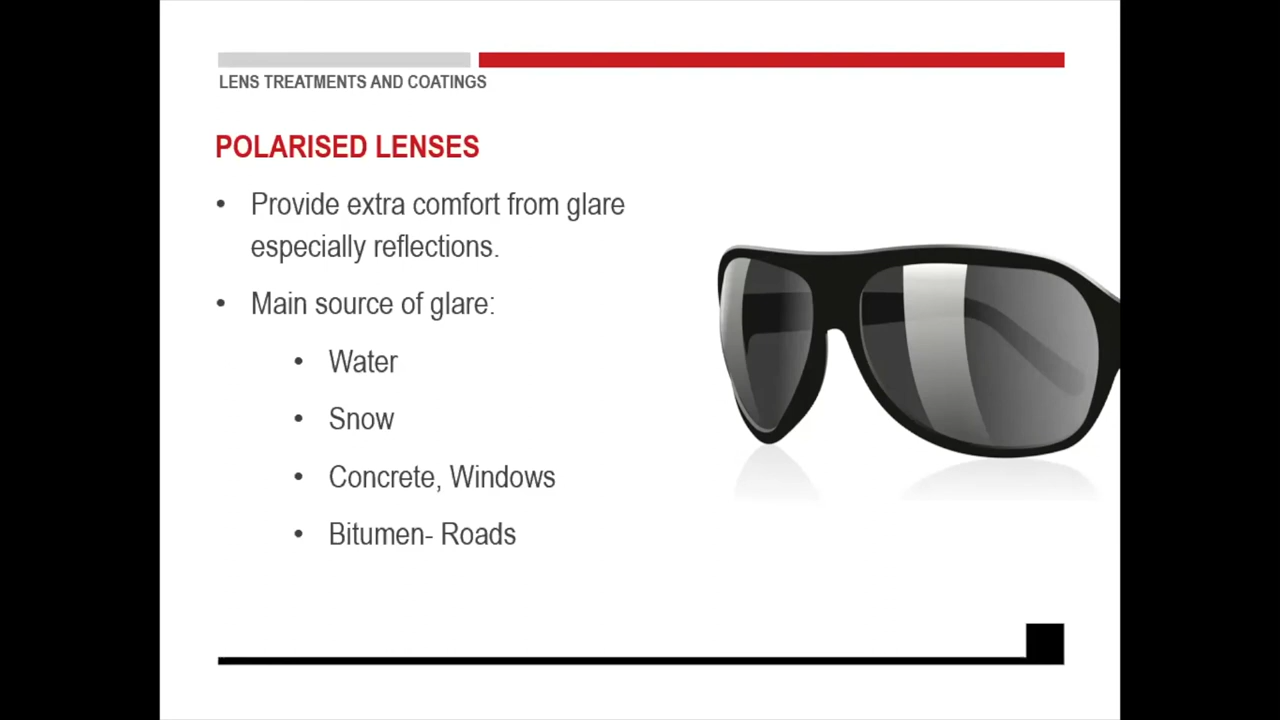 LENS TREATMENTS AND COATINGS
POLARISED LENSES
• Provide extra comfort from glare
especially reflections.
• Main source of glare:
• Water
• Snow
• Concrete, Windows
• Bitumen- Roads